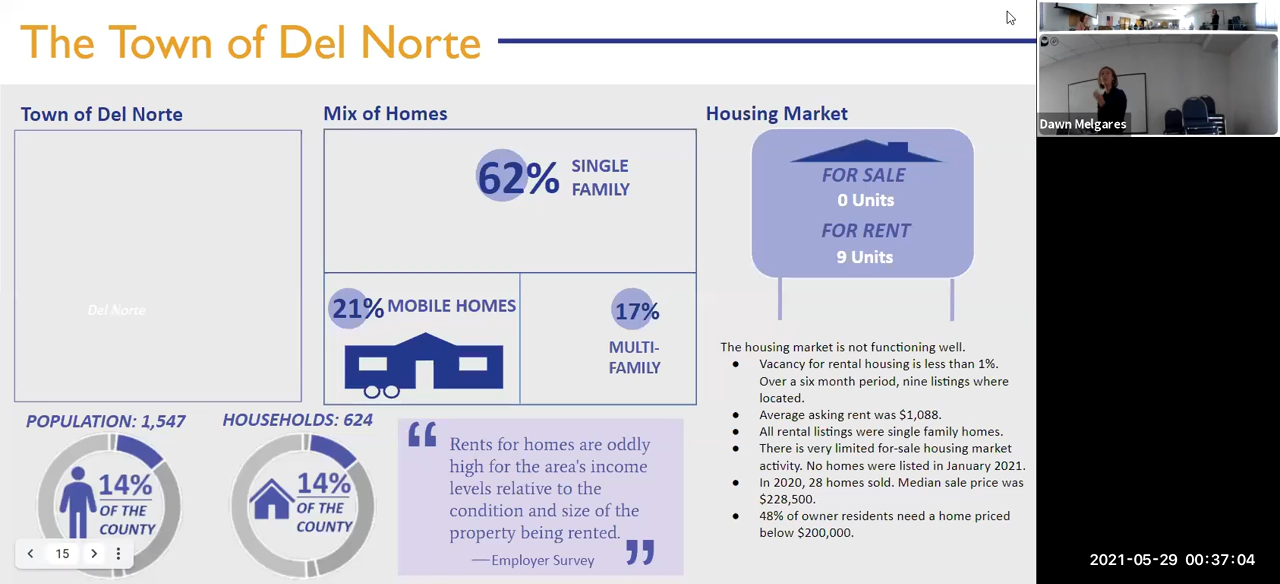 The Town of Del Norte
Town of Del Norte
Del Norte
Mix of Homes
62% SINGLE
FAMILY
21% MOBILE HOMES
17%
MULTI-
FAMILY
Housing Market
FOR SALE
0 Units
FOR RENT
9 Units
The housing market is not functioning well.
● Vacancy for rental housing is less than 1%.
Over a six month period, nine listings where
located.
● Average asking rent was $1,088.
● All rental listings were single family homes.
● There is very limited for-sale housing market
activity. No homes were listed in January 2021.
● In 2020, 28 homes sold. Median sale price was
$228,500.
● 48% of owner residents need a home priced
below $200,000.
POPULATION: 1,547
14%
OF THE
COUNTY
HOUSEHOLDS: 624
14%
OF THE
COUNTY
“ Rents for homes are oddly
high for the area's income
levels relative to the
condition and size of the
property being rented. ”
—Employer Survey
15
Dawn Melgares
2021-05-29 00:37:04